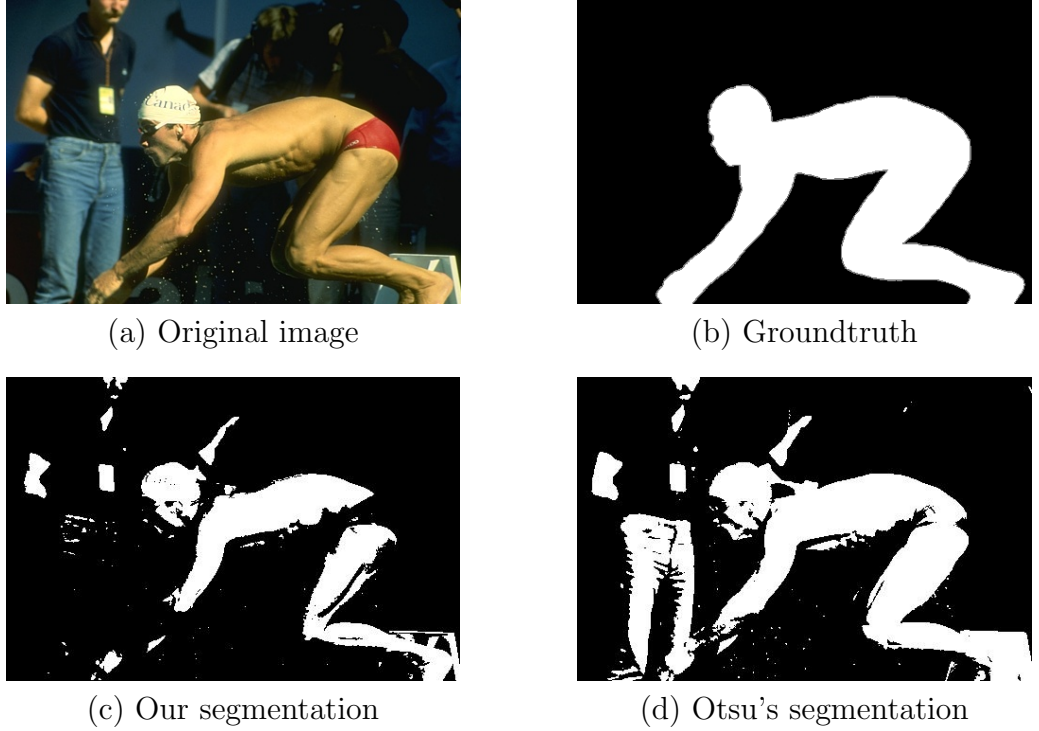 Canad
(a) Original image
(b) Groundtruth
(c) Our segmentation
(d) Otsu's segmentation